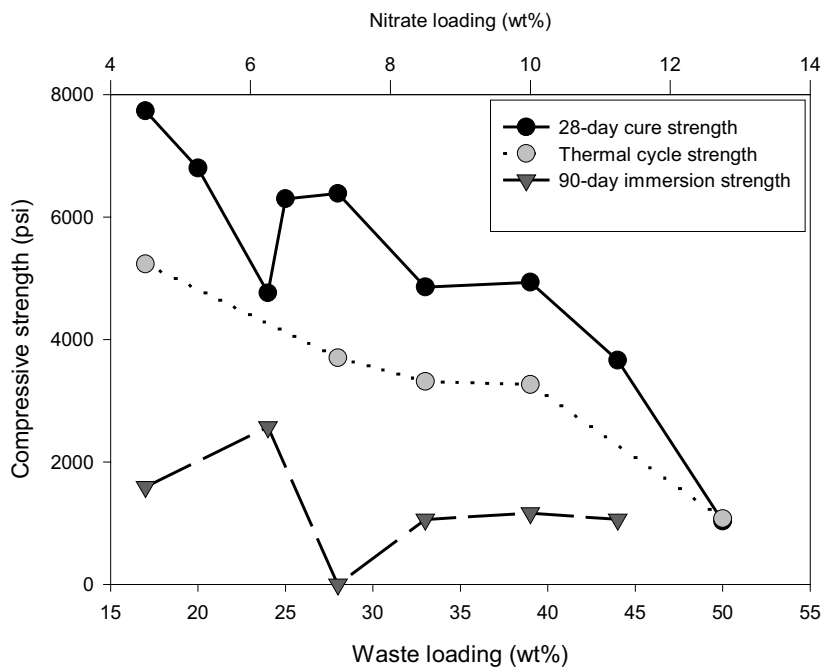 Nitrate loading (wt%)
4 6 8 10 12 14
8000
28-day cure strength
Thermal cycle strength
90-day immersion strength
6000
Compressive strength (psi)
4000
2000
0
15 20 25 30 35 40 45 50 55
Waste loading (wt%)